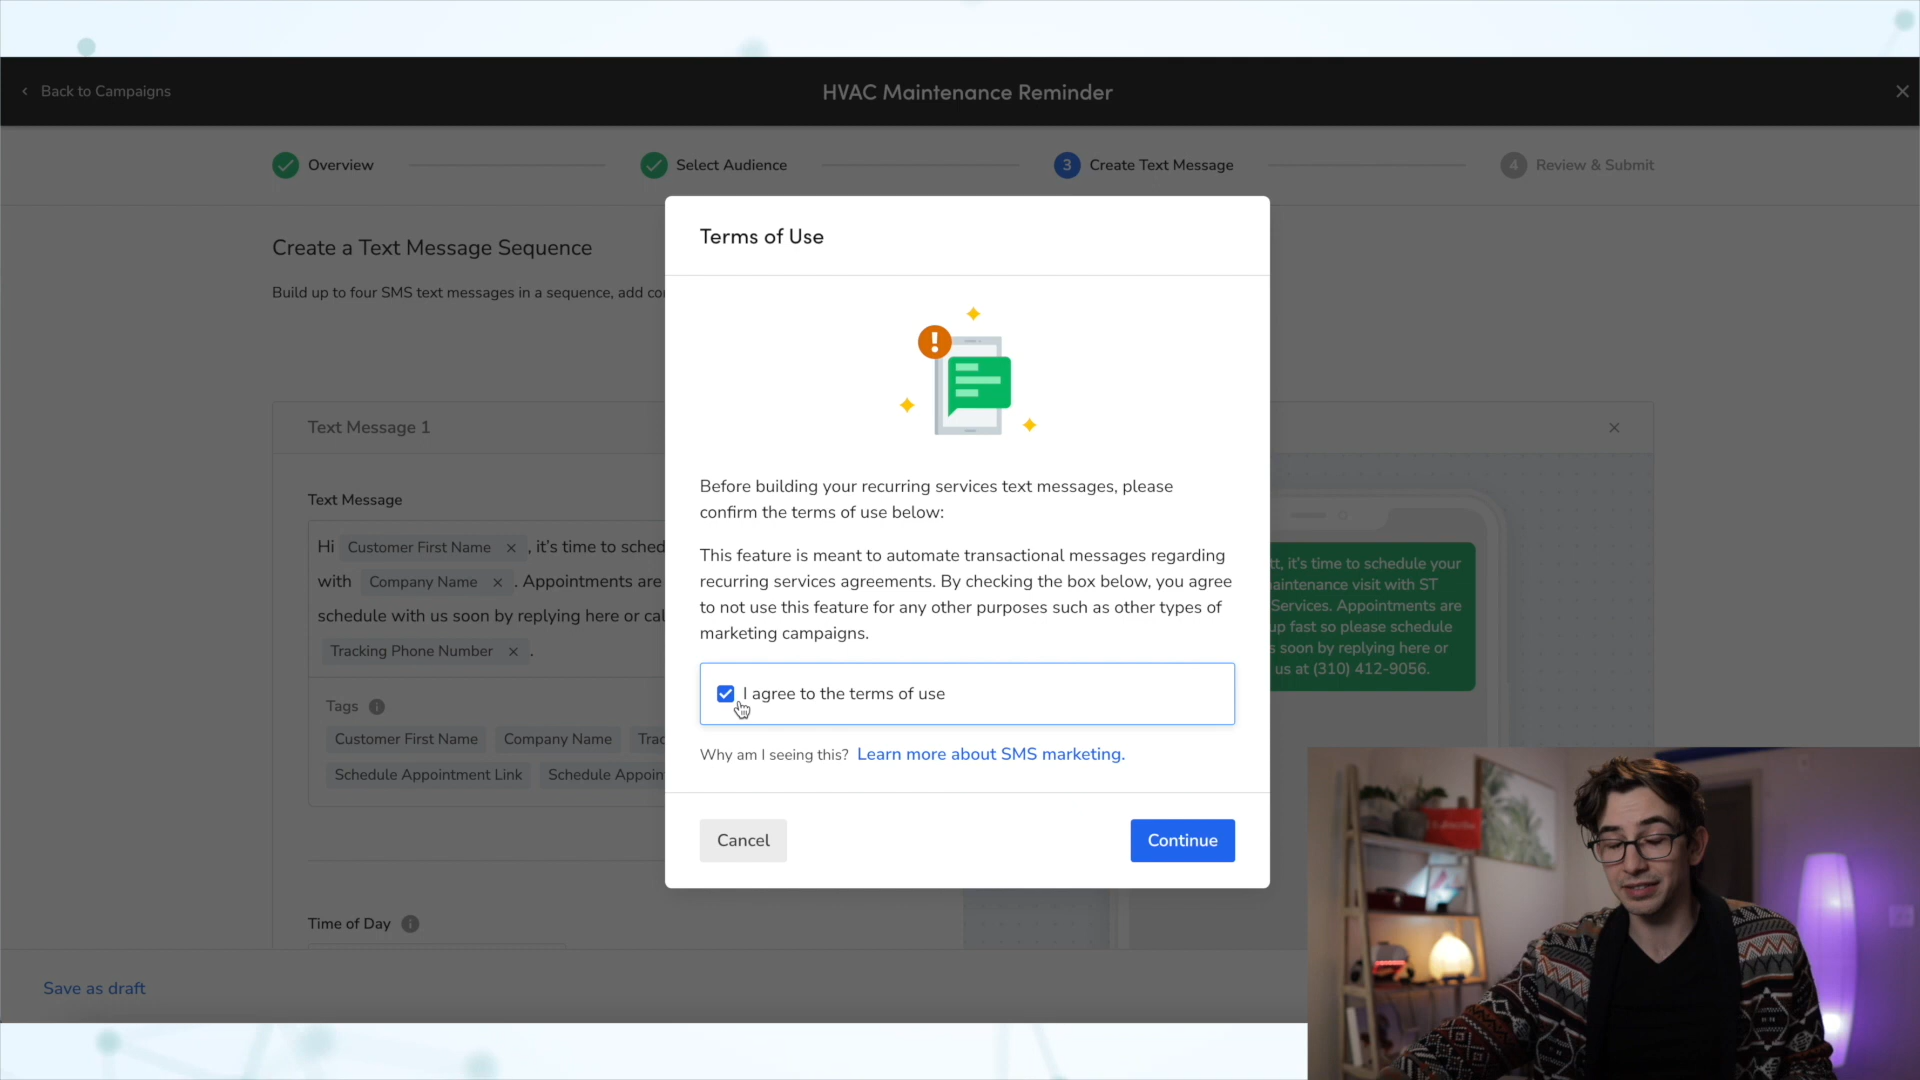 Back to Campaigns
HVAC Maintenance Reminder
Overview
Select Audience
3 Create Text Message
4 Review & Submit
Create a Text Message Sequence
Build up to four SMS text messages in a sequence, add
Text Message 1
Text Message
Hi Customer First Name × , it's time to sched
with Company Name × . Appointments are
schedule with us soon by replying here or cal
Tracking Phone Number × .
Tags
Customer First Name Company Name Trac
Schedule Appointment Link Schedule Appoin
Time of Day
Save as draft
Terms of Use
!
Before building your recurring services text messages, please
confirm the terms of use below:
This feature is meant to automate transactional messages regarding
recurring services agreements. By checking the box below, you agree
to not use this feature for any other purposes such as other types of
marketing campaigns.
I agree to the terms of use
Why am I seeing this? Learn more about SMS marketing.
Cancel
Continue
tt, it's time to schedule your
aintenance visit with ST
Services. Appointments are
up fast so please schedule
s soon by replying here or
us at (310) 412-9056.